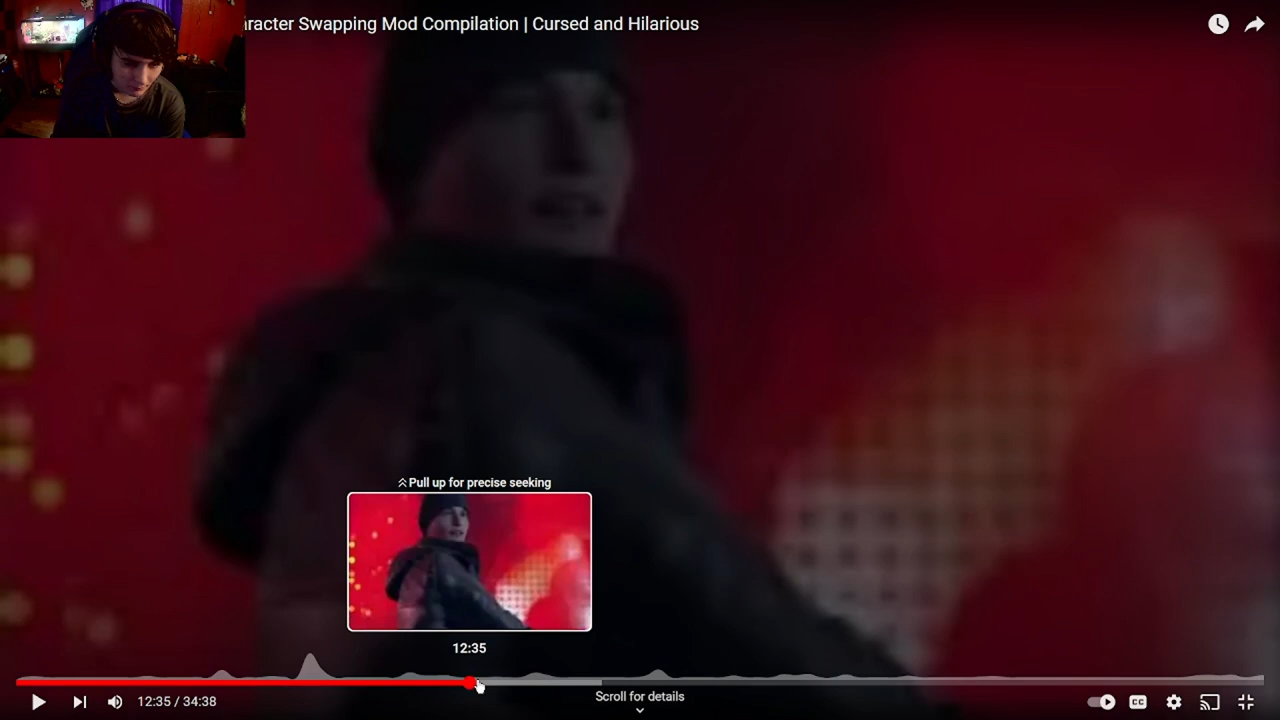 aracter Swapping Mod Compilation | Cursed and Hilarious
Pull up for precise seeking
12:35
12:35 / 34:38
Scroll for details
CC